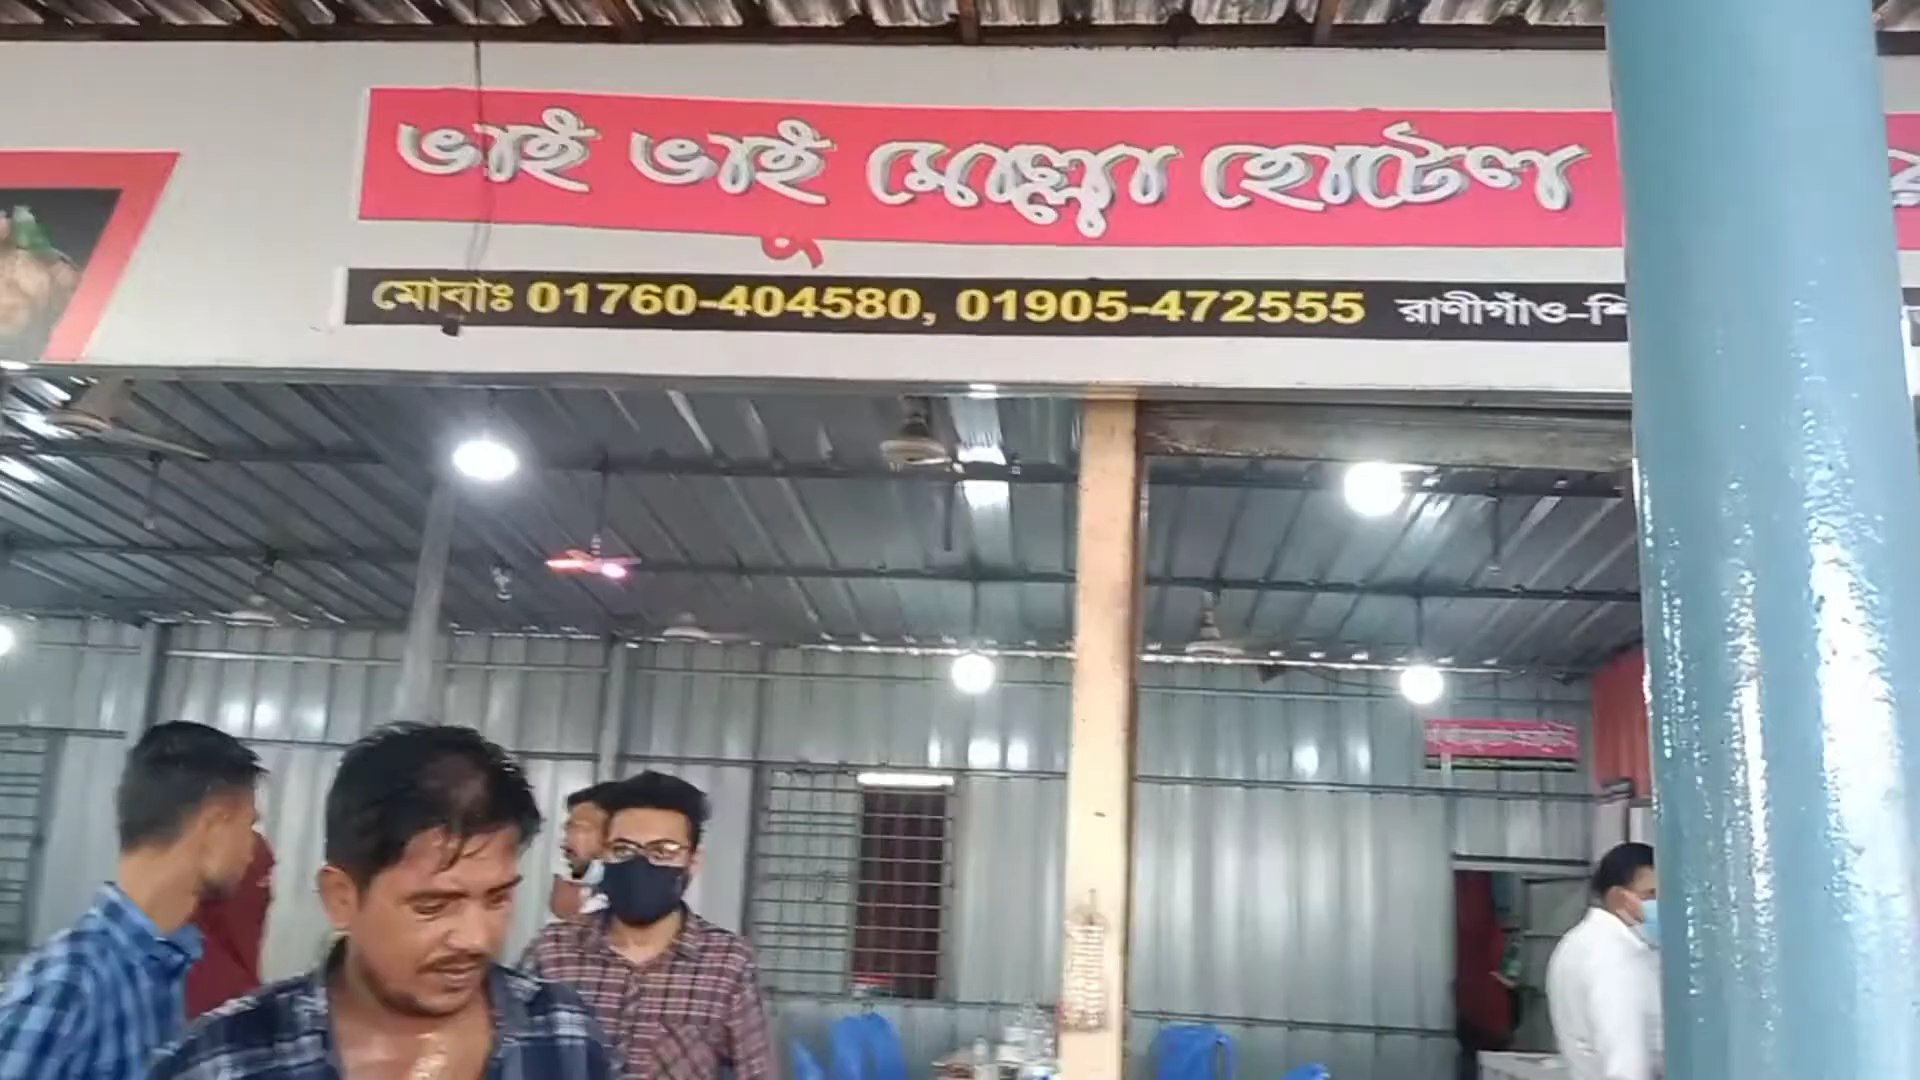 ভাই ভাই মোল্লা হোটেল
মোবাঃ 01760-404580, 01905-472555 রাণীগাঁও-শি